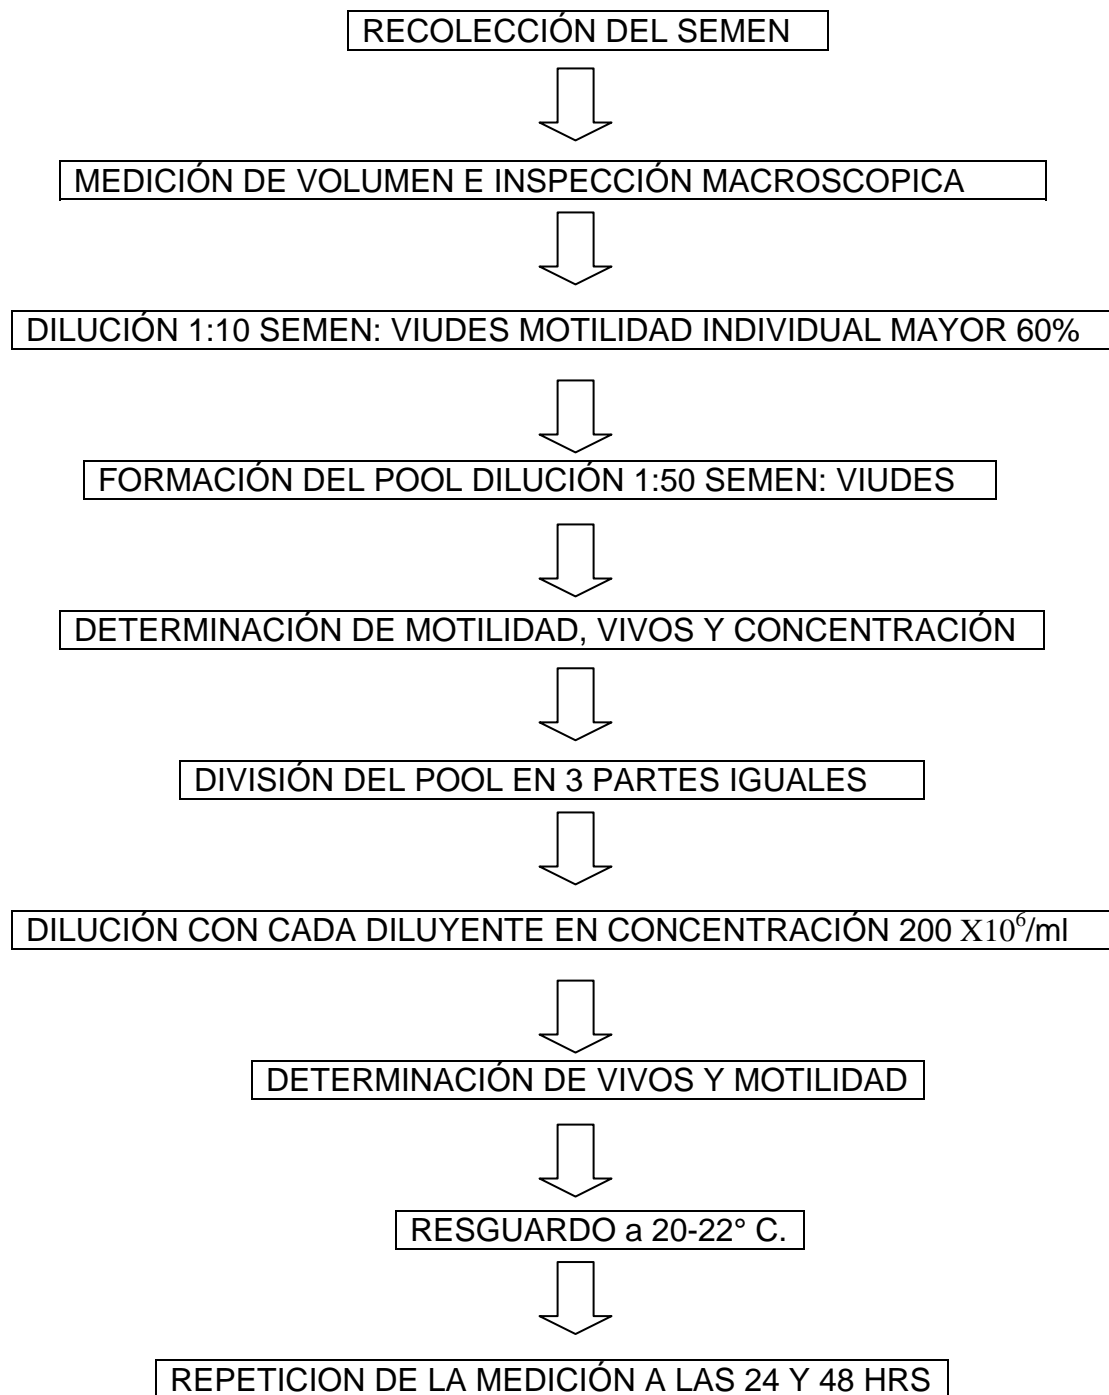 RECOLECCIÓN DEL SEMEN
MEDICIÓN DE VOLUMEN E INSPECCIÓN MACROSCOPICA
DILUCIÓN 1:10 SEMEN: VIUDES MOTILIDAD INDIVIDUAL MAYOR 60%
FORMACIÓN DEL POOL DILUCIÓN 1:50 SEMEN: VIUDES
DETERMINACIÓN DE MOTILIDAD, VIVOS Y CONCENTRACIÓN
DIVISIÓN DEL POOL EN 3 PARTES IGUALES
DILUCIÓN CON CADA DILUYENTE EN CONCENTRACIÓN 200 X10⁶/ml
DETERMINACIÓN DE VIVOS Y MOTILIDAD
RESGUARDO a 20-22° C.
REPETICION DE LA MEDICIÓN A LAS 24 Y 48 HRS